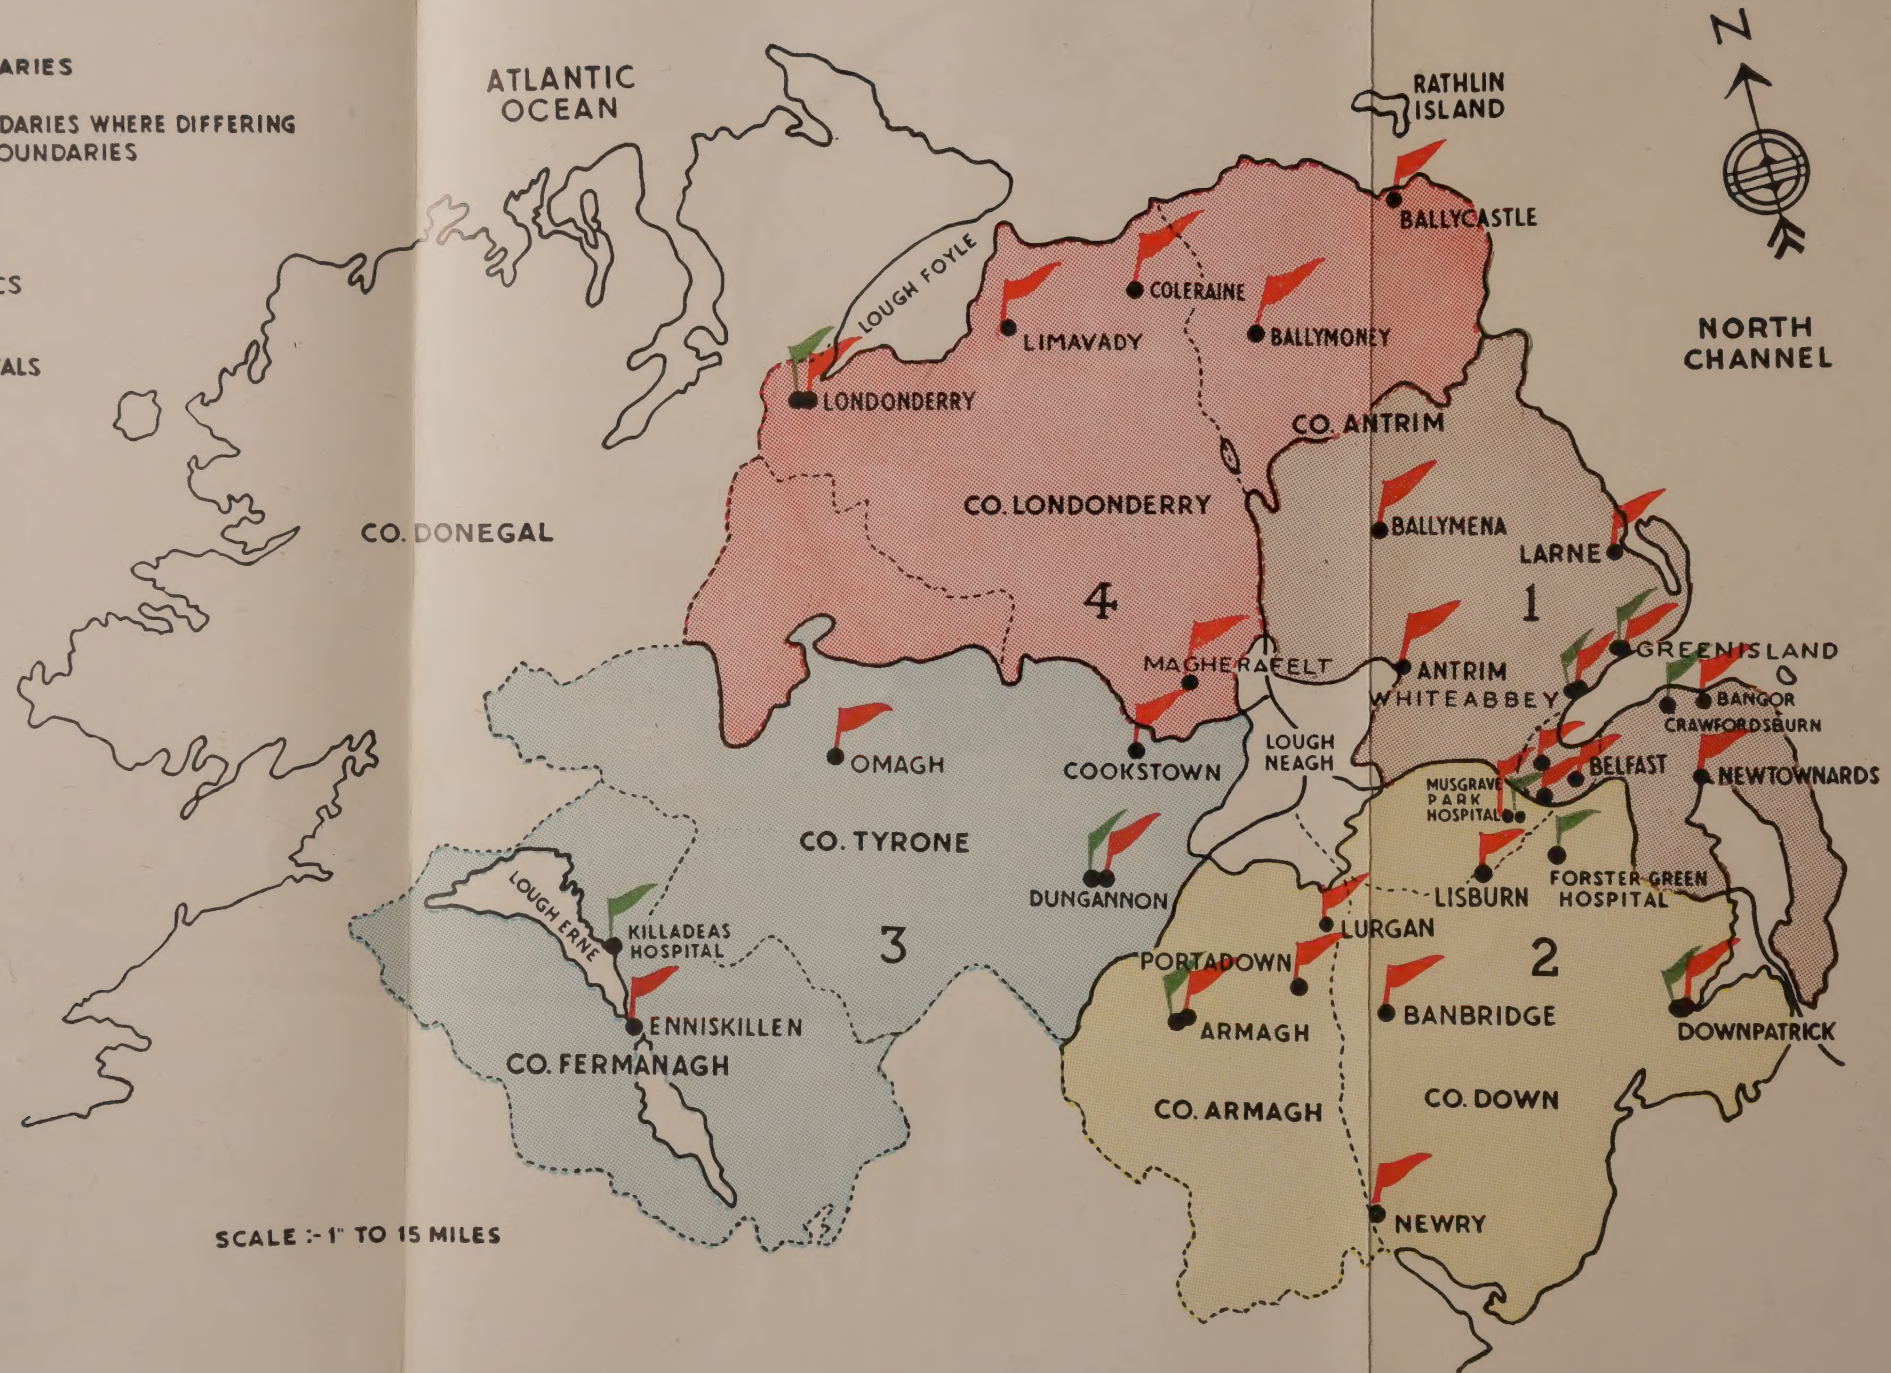 ARIES
DARIES WHERE DIFFERING
OUNDARIES
CS
ALS
ATLANTIC
OCEAN
RATHLIN
ISLAND
N
BALLYCASTLE
LOUGH FOYLE
COLERAINE
LIMAVADY
BALLYMONEY
NORTH
CHANNEL
LONDONDERRY
CO. ANTRIM
CO. LONDONDERRY
CO. DONEGAL
BALLYMENA
LARNE
4
1
MAGHERAFELT
GREENISLAND
ANTRIM
WHITEABBEY
BANGOR
CRAWFORDSBURN
OMAGH
COOKSTOWN
LOUGH
NEAGH
BELFAST
NEWTOWNARDS
MUSGRAVE
PARK
HOSPITAL
CO. TYRONE
DUNGANNON
LISBURN
FORSTER GREEN
HOSPITAL
LOUGH ERNE
KILLADEAS
HOSPITAL
3
LURGAN
PORTADOWN
2
ENNISKILLEN
ARMAGH
BANBRIDGE
DOWNPATRICK
CO. FERMANAGH
CO. ARMAGH
CO. DOWN
NEWRY
SCALE :- 1" TO 15 MILES